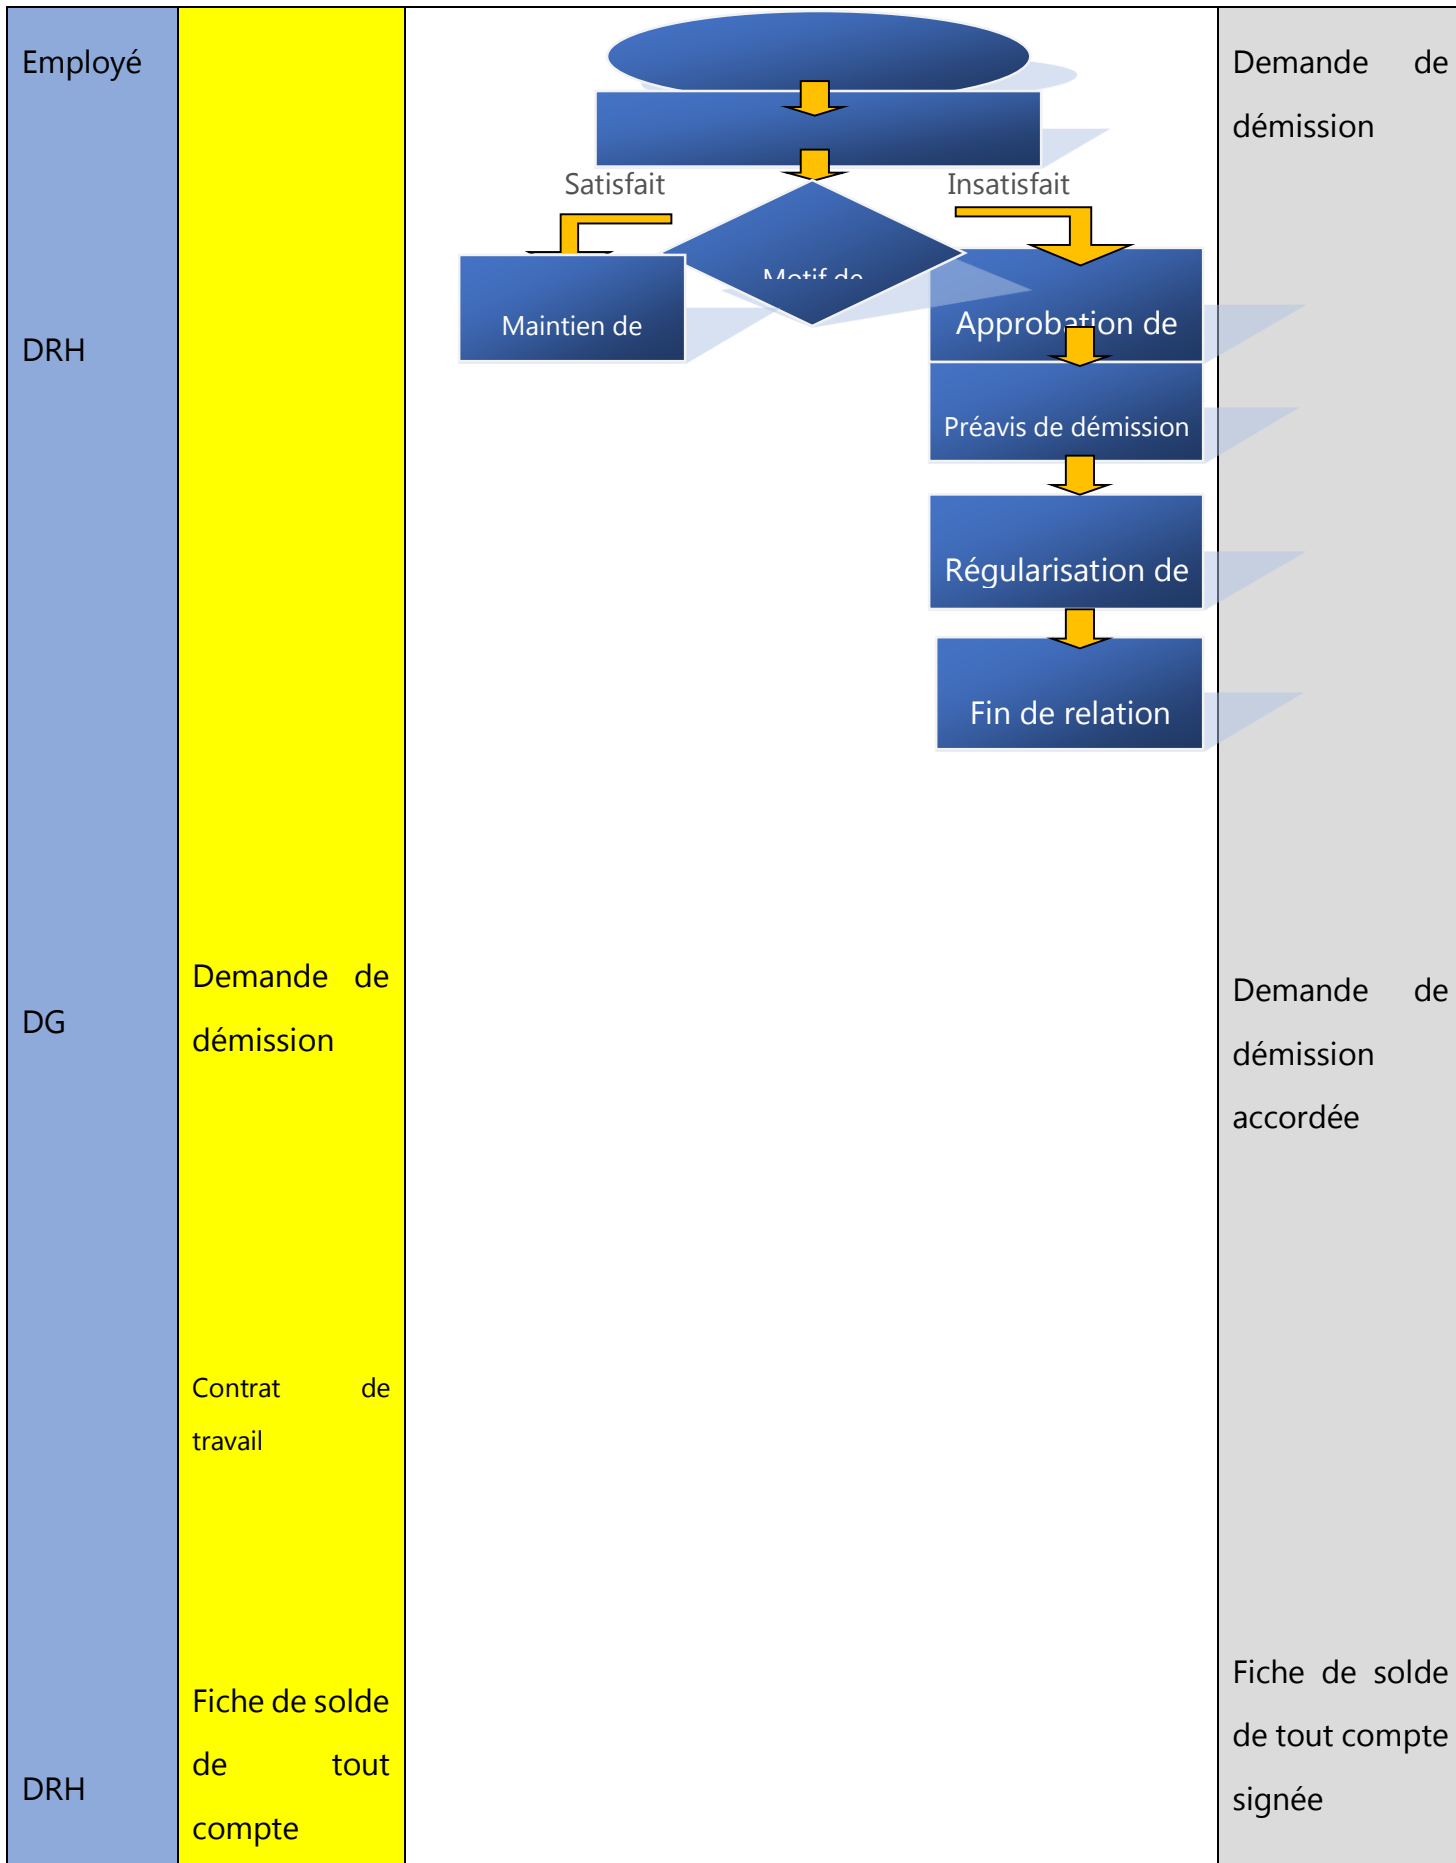 Employé
DRH
DG
DRH
Demande de
démission
Contrat de
travail
Fiche de solde
de tout
compte
Satisfait
Insatisfait
Motif de
Maintien de
Approbation de
Préavis de démission
Régularisation de
Fin de relation
Demande de
démission
Demande de
démission
accordée
Fiche de solde
de tout compte
signée